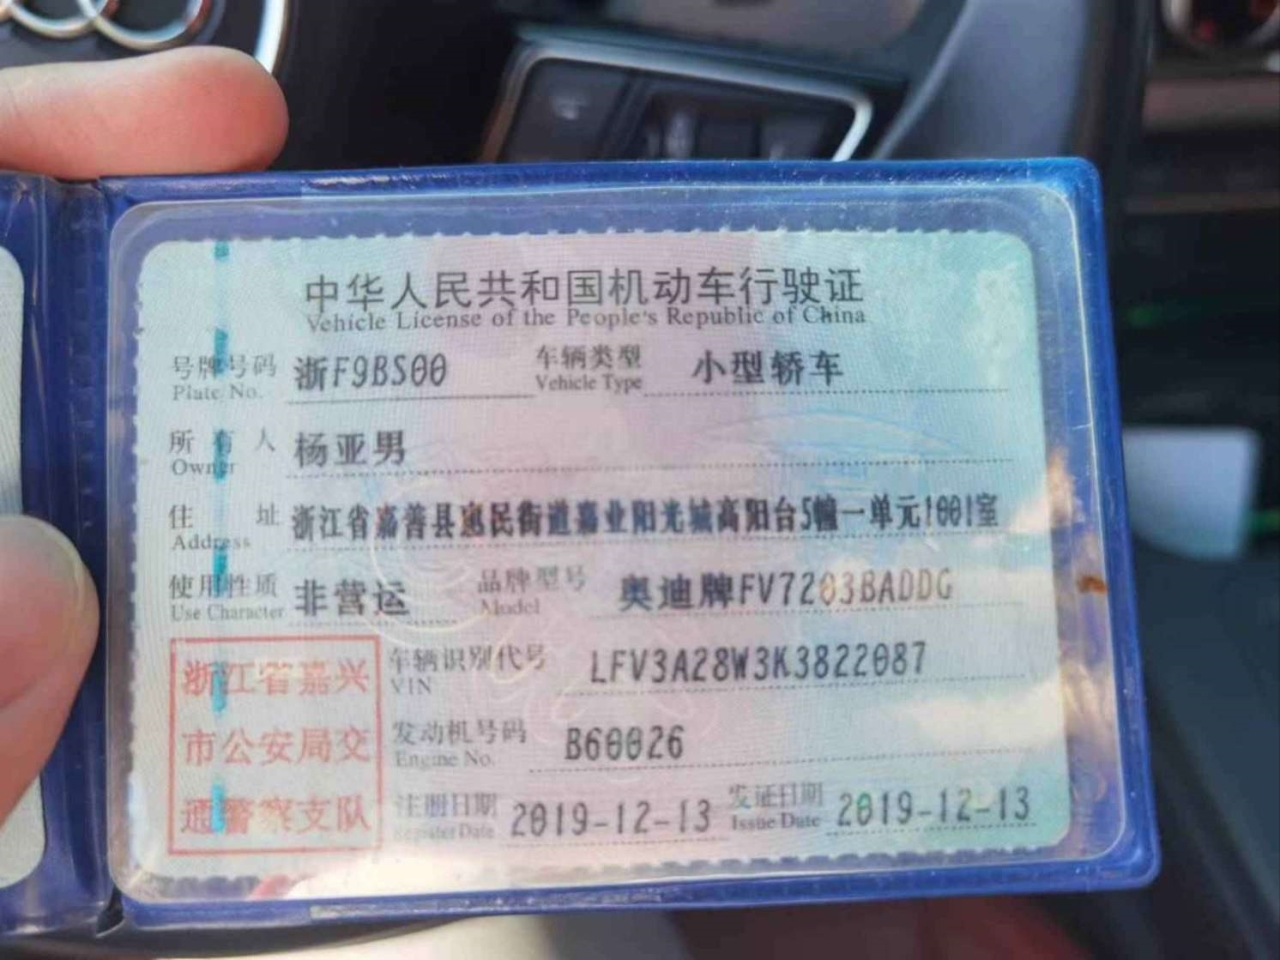 中华人民共和国机动车行驶证
Vehicle License of the People's Republic of China
号牌号码 浙F9BS00 车辆类型 小型轿车
Plate No. Vehicle Type
所有人 杨亚男
Owner
住址 浙江省嘉善县惠民街道嘉业阳光城高阳台5幢一单元1001室
Address
使用性质 非营运 品牌型号 奥迪牌FV7203BADDG
Use Character Model
浙江省嘉兴
市公安局交
通警察支队
车辆识别代号 LFV3A28W3K3822087
VIN
发动机号码 B60026
Engine No.
注册日期 2019-12-13 发证日期 2019-12-13
Register Date Issue Date